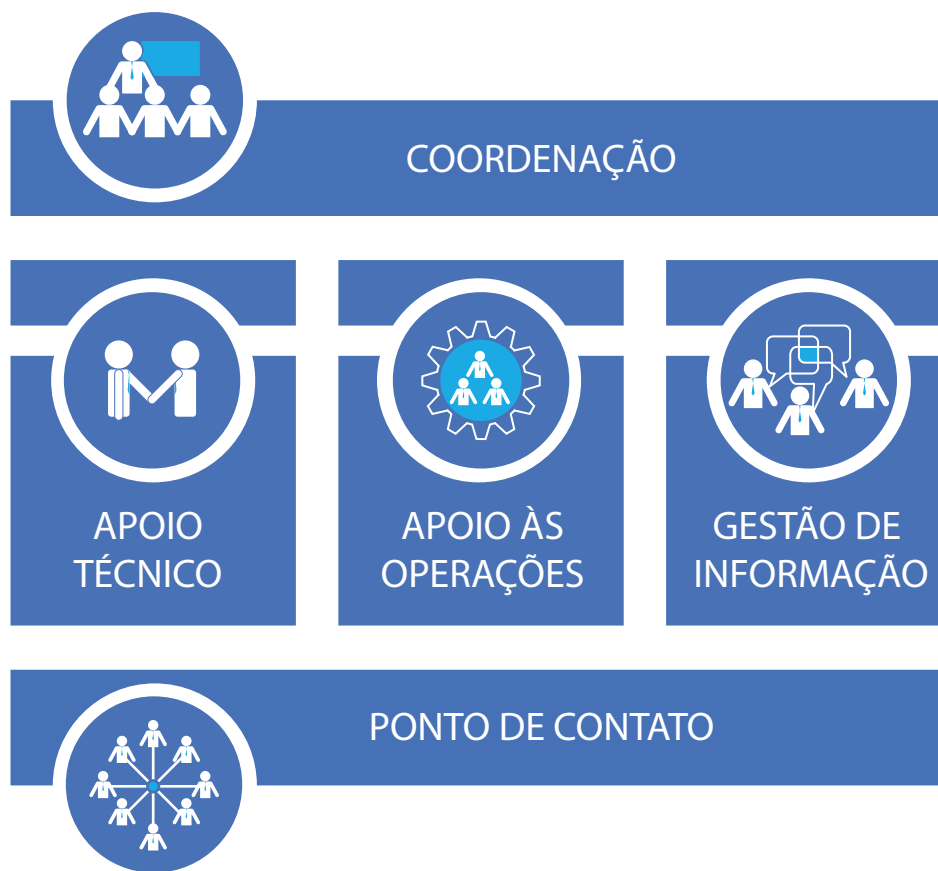 COORDENAÇÃO
APOIO
TÉCNICO
APOIO ÀS
OPERAÇÕES
GESTÃO DE
INFORMAÇÃO
PONTO DE CONTATO